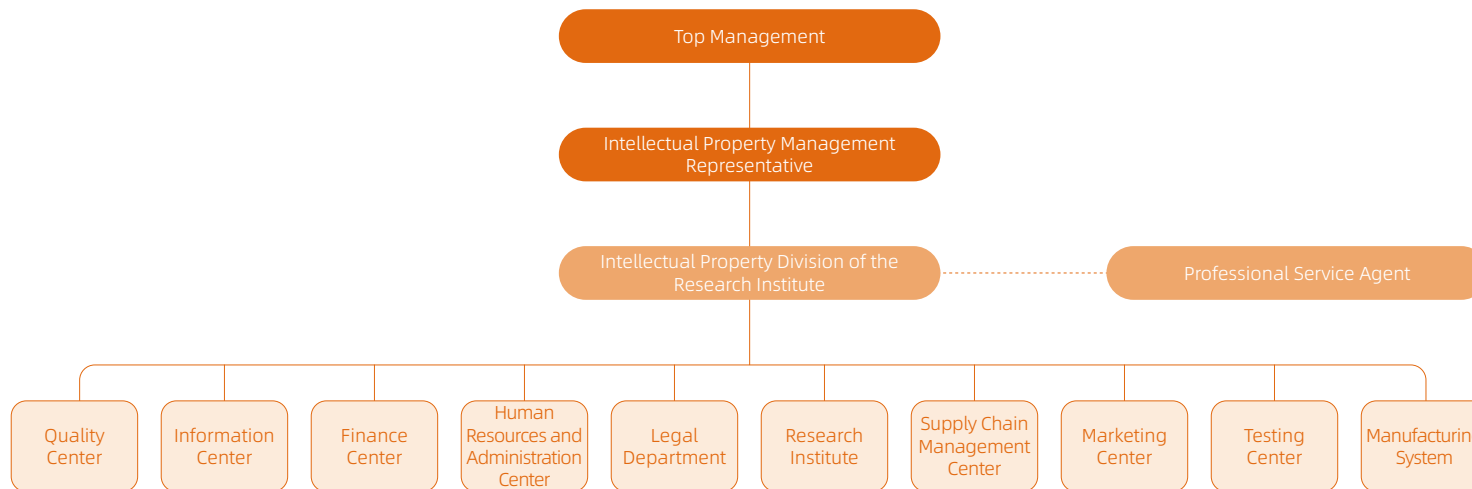 Top Management
Intellectual Property Management
Representative
Intellectual Property Division of the
Research Institute
Professional Service Agent
Quality
Center
Information
Center
Finance
Center
Human
Resources and
Administration
Center
Legal
Department
Research
Institute
Supply Chain
Management
Center
Marketing
Center
Testing
Center
Manufacturin
System